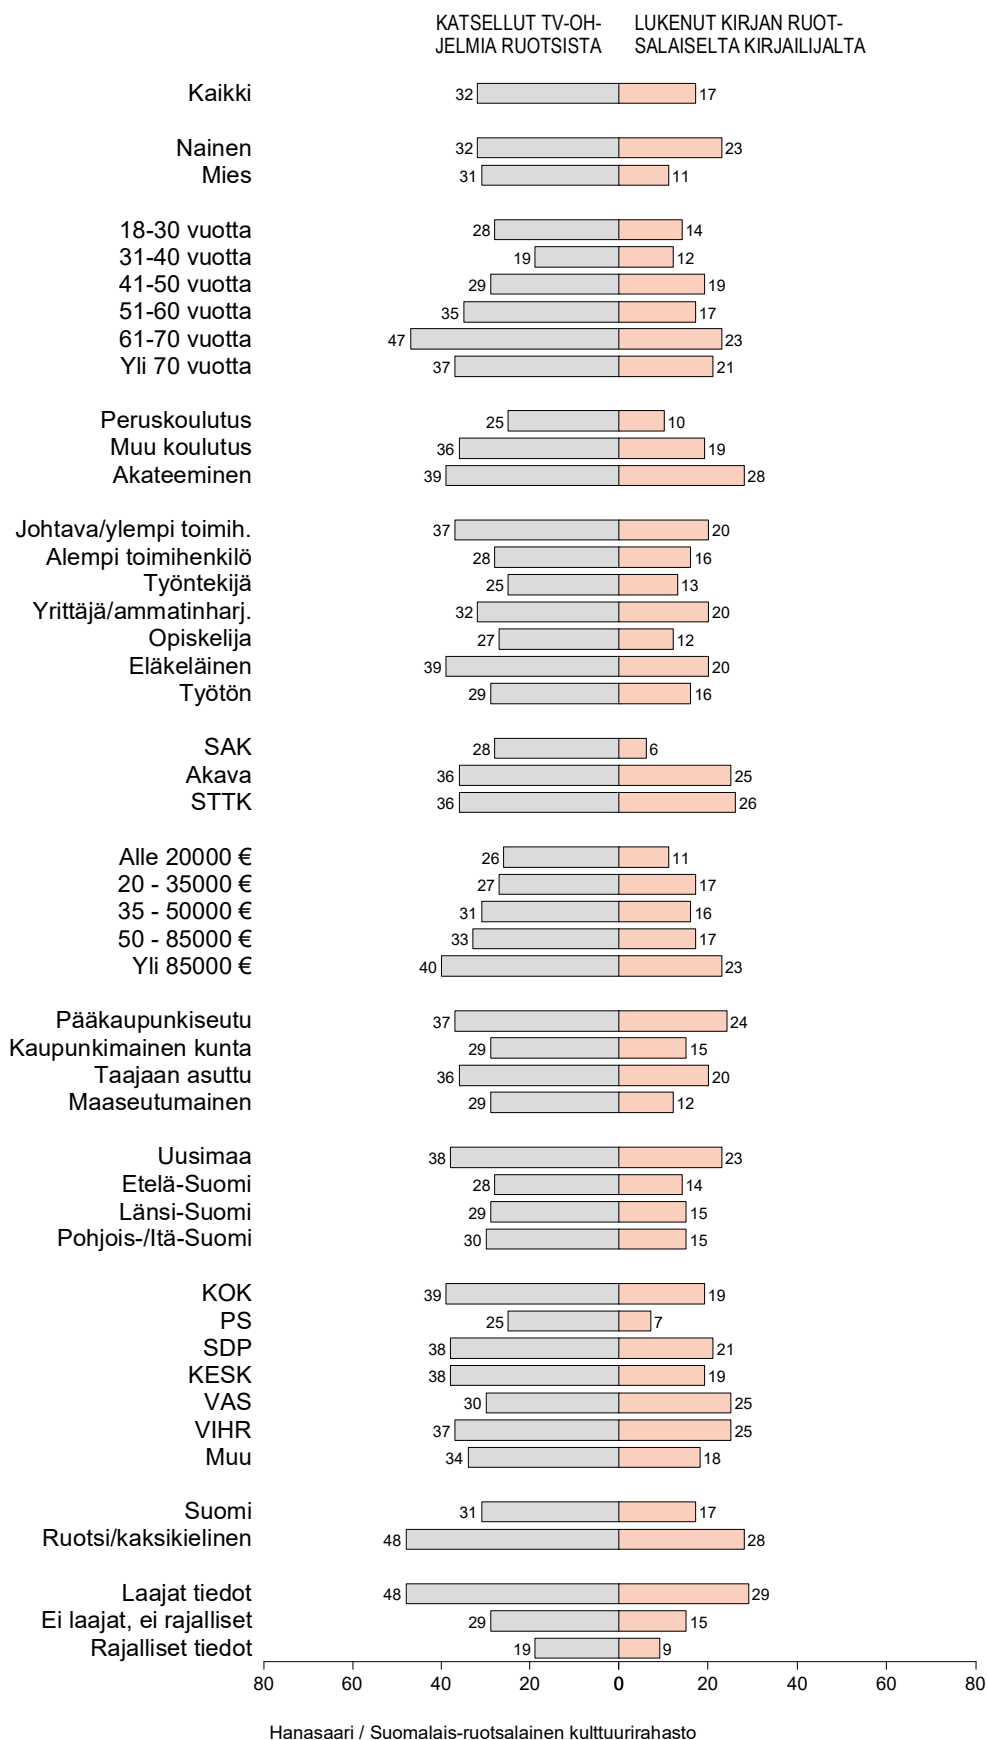 KATSELLUT TV-OH- LUKENUT KIRJAN RUOT-
JELMIA RUOTSISTA SALAISELTA KIRJAILIJALTA
Kaikki 32 17
Nainen 32 23
Mies 31 11
18-30 vuotta 28 14
31-40 vuotta 19 12
41-50 vuotta 29 19
51-60 vuotta 35 17
61-70 vuotta 47 23
Yli 70 vuotta 37 21
Peruskoulutus 25 10
Muu koulutus 36 19
Akateeminen 39 28
Johtava/ylempi toimih. 37 20
Alempi toimihenkilö 28 16
Työntekijä 25 13
Yrittäjä/ammatinharj. 32 20
Opiskelija 27 12
Eläkeläinen 39 20
Työtön 29 16
SAK 28 6
Akava 36 25
STTK 36 26
Alle 20000 € 26 11
20 - 35000 € 27 17
35 - 50000 € 31 16
50 - 85000 € 33 17
Yli 85000 € 40 23
Pääkaupunkiseutu 37 24
Kaupunkimainen kunta 29 15
Taajaan asuttu 36 20
Maaseutumainen 29 12
Uusimaa 38 23
Etelä-Suomi 28 14
Länsi-Suomi 29 15
Pohjois-/Itä-Suomi 30 15
KOK 39 19
PS 25 7
SDP 38 21
KESK 38 19
VAS 30 25
VIHR 37 25
Muu 34 18
Suomi 31 17
Ruotsi/kaksikielinen 48 28
Laajat tiedot 48 29
Ei laajat, ei rajalliset 29 15
Rajalliset tiedot 19 9
80 60 40 20 0 20 40 60 80
Hanasaari / Suomalais-ruotsalainen kulttuurirahasto